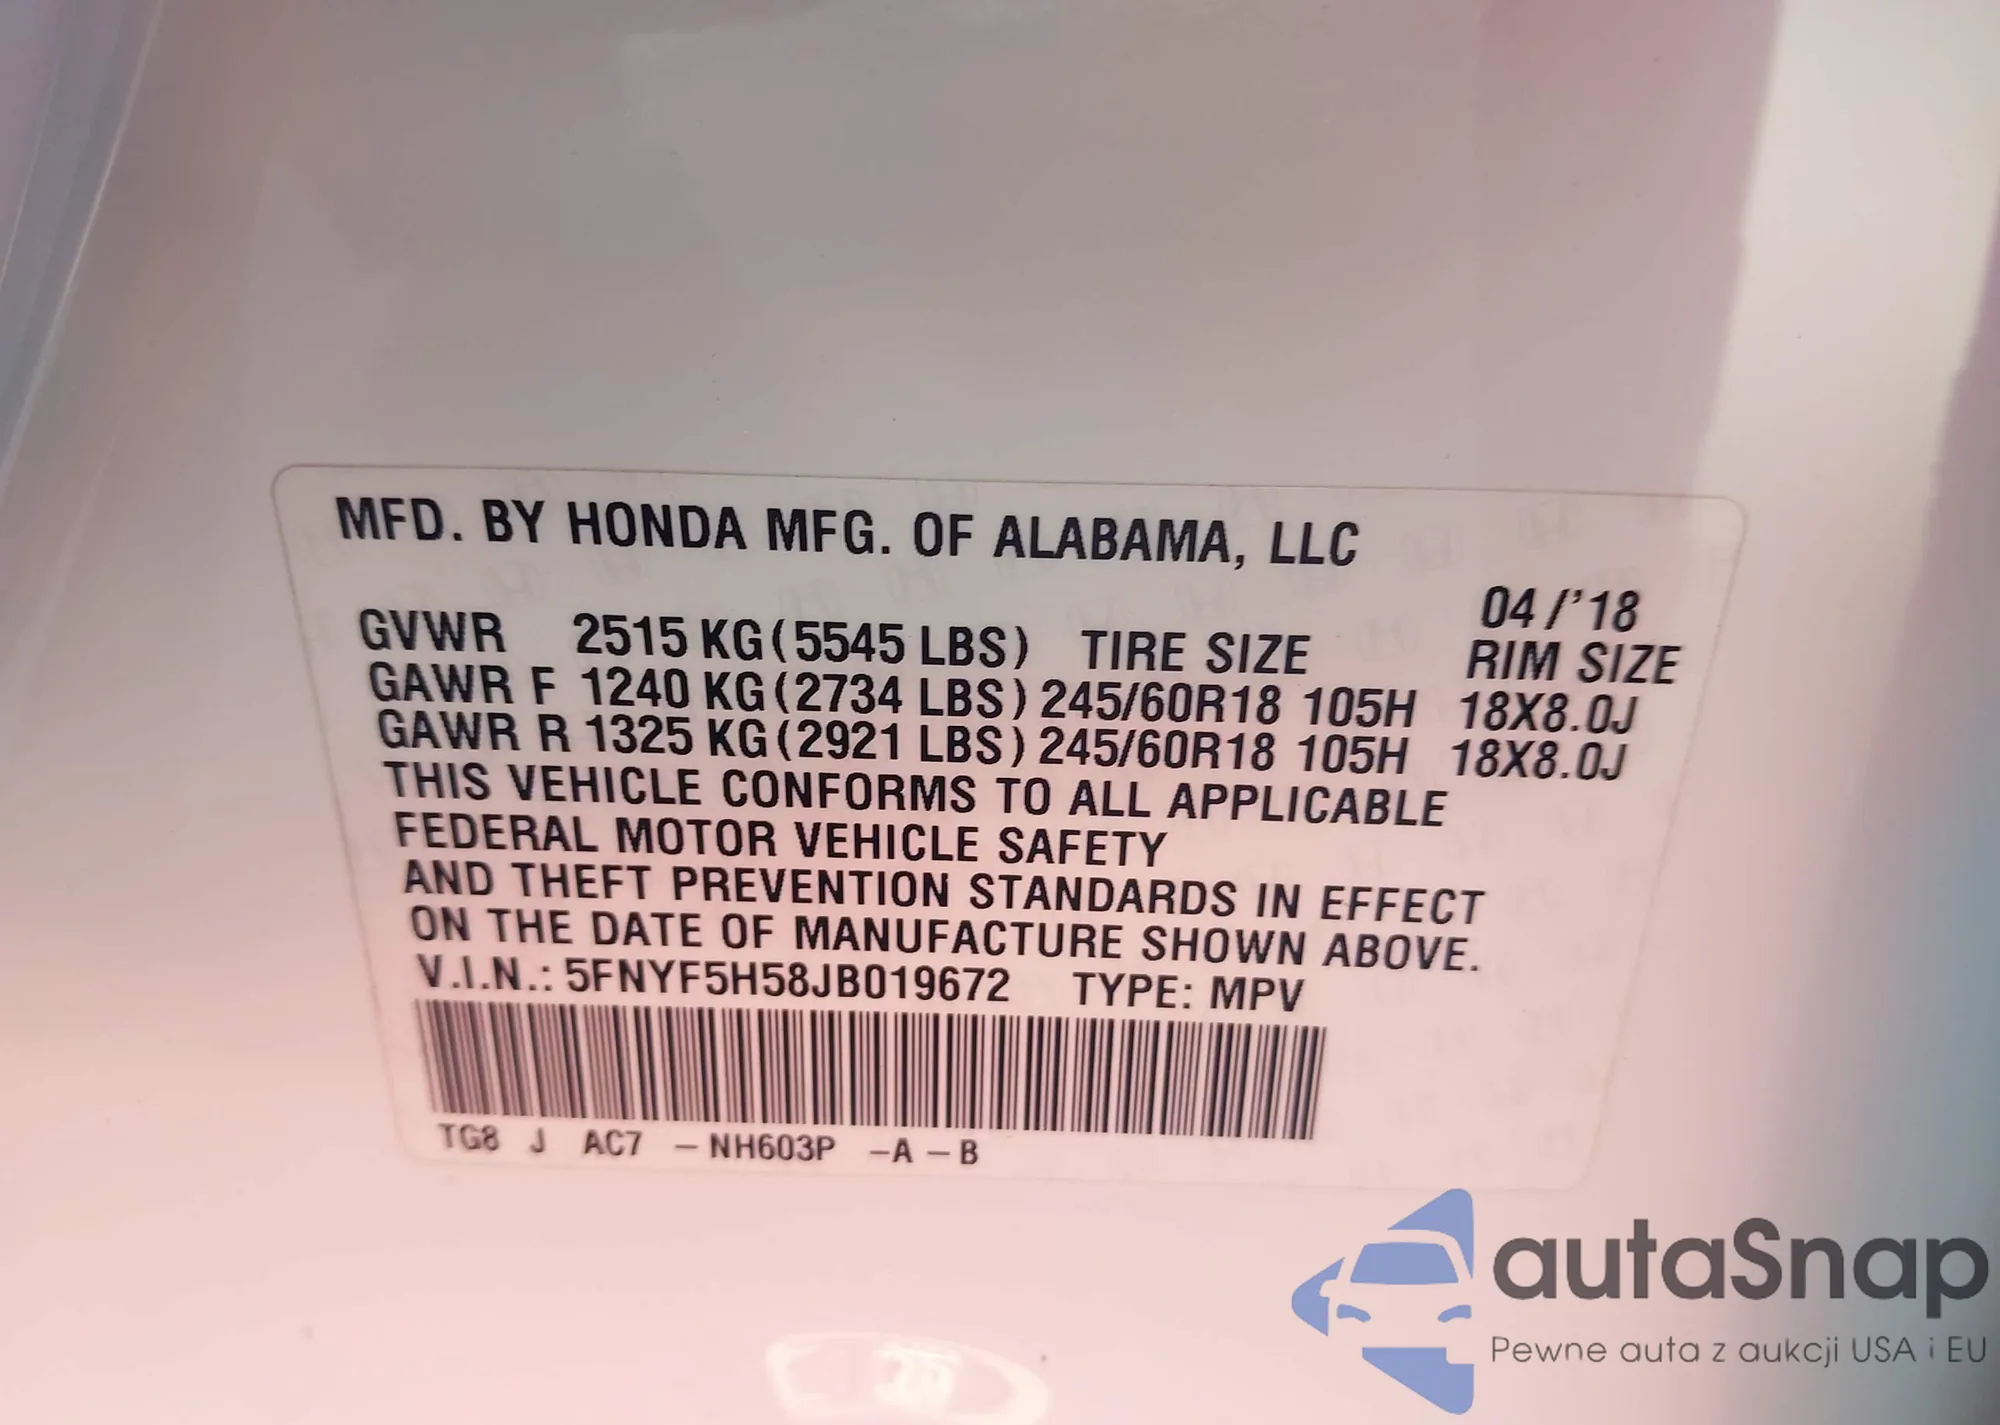 MFD. BY HONDA MFG. OF ALABAMA, LLC
04/'18
GVWR 2515 KG(5545 LBS) TIRE SIZE RIM SIZE
GAWR F 1240 KG(2734 LBS) 245/60R18 105H 18X8.0J
GAWR R 1325 KG(2921 LBS) 245/60R18 105H 18X8.0J
THIS VEHICLE CONFORMS TO ALL APPLICABLE
FEDERAL MOTOR VEHICLE SAFETY
AND THEFT PREVENTION STANDARDS IN EFFECT
ON THE DATE OF MANUFACTURE SHOWN ABOVE.
V.I.N.: 5FNYF5H58JB019672 TYPE: MPV
TG8 J AC7 –NH603P –A –B
autaSnap
Pewne auta z aukcji USA i EU